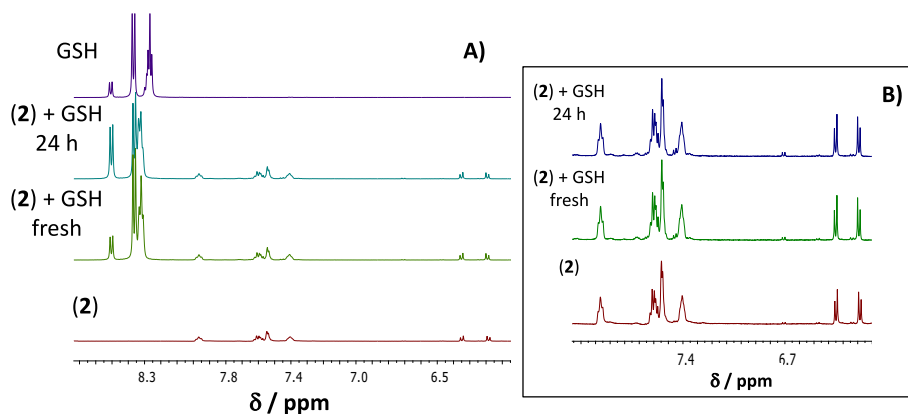 GSH
A)
(2) + GSH
24 h
(2) + GSH
fresh
(2)
8.3 7.8 7.4 7.0 6.5
δ / ppm
B)
(2) + GSH
24 h
(2) + GSH
fresh
(2)
7.4 6.7
δ / ppm